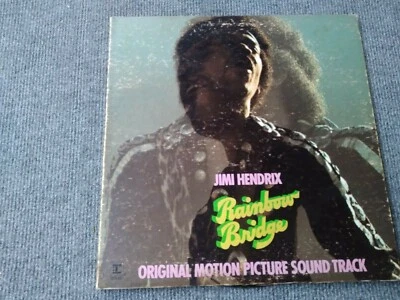 JIMI HENDRIX
Rainbow
Bridge
ORIGINAL MOTION PICTURE SOUND TRACK